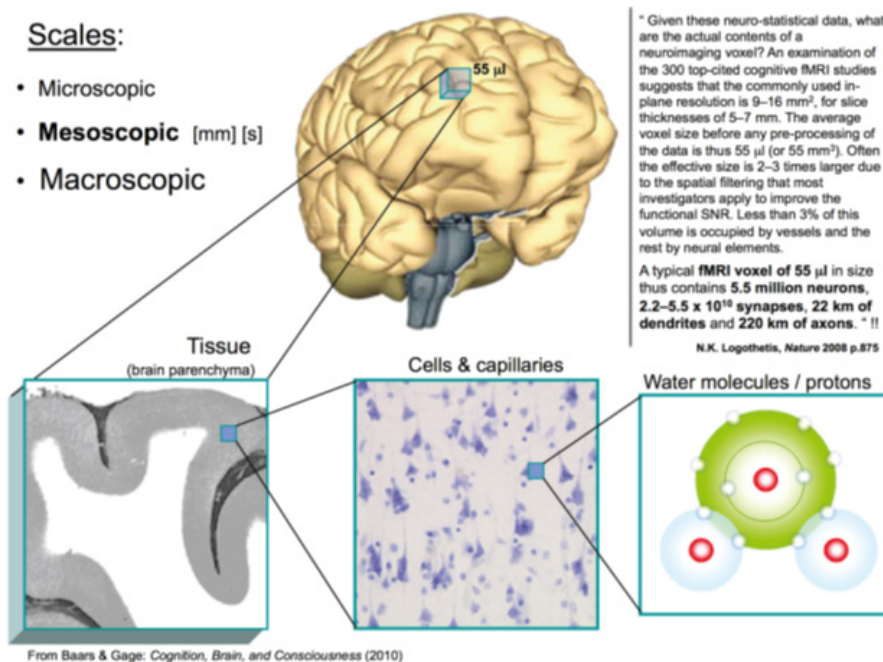 Scales:
• Microscopic
• Mesoscopic [mm] [s]
• Macroscopic
55 µl
" Given these neuro-statistical data, what
are the actual contents of a
neuroimaging voxel? An examination of
the 300 top-cited cognitive fMRI studies
suggests that the commonly used in-
plane resolution is 9–16 mm², for slice
thicknesses of 5–7 mm. The average
voxel size before any pre-processing of
the data is thus 55 µl (or 55 mm³). Often
the effective size is 2–3 times larger due
to the spatial filtering that most
investigators apply to improve the
functional SNR. Less than 3% of this
volume is occupied by vessels and the
rest by neural elements.
A typical fMRI voxel of 55 µl in size
thus contains 5.5 million neurons,
2.2–5.5 x 10¹⁰ synapses, 22 km of
dendrites and 220 km of axons. " !!
N.K. Logothetis, Nature 2008 p.875
Tissue
(brain parenchyma)
Cells & capillaries
Water molecules / protons
From Baars & Gage: Cognition, Brain, and Consciousness (2010)